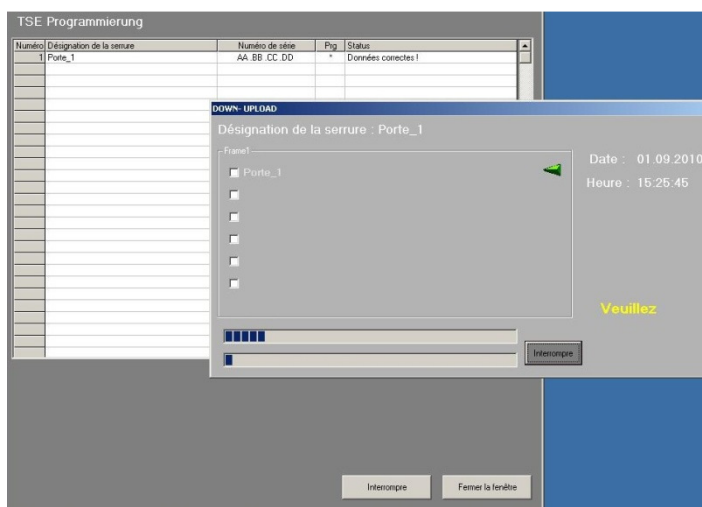 TSE Programmierung
Numéro Désignation de la serrure Numéro de série Prg Status
1 Porte_1 AA .BB .CC .DD * Données correctes !
DOWN- UPLOAD
Désignation de la serrure : Porte_1
Frame1
Porte_1
Date : 01.09.2010
Heure : 15:25:45
Veuillez
Interrompre
Interrompre Fermer la fenêtre